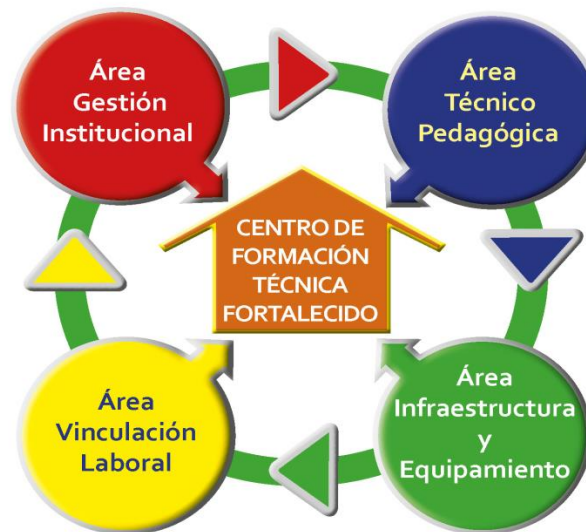 Área
Gestión
Institucional
Área
Técnico
Pedagógica
CENTRO DE
FORMACIÓN
TÉCNICA
FORTALECIDO
Área
Vinculación
Laboral
Área
Infraestructura
y
Equipamiento